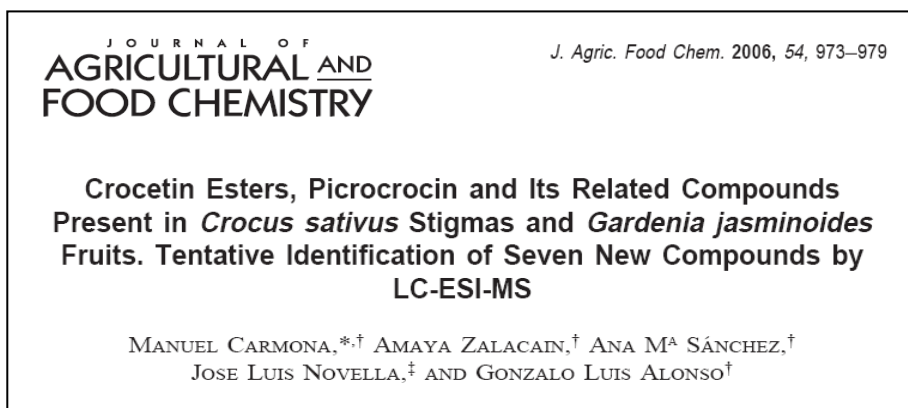 JOURNAL OF
AGRICULTURAL AND
FOOD CHEMISTRY
J. Agric. Food Chem. 2006, 54, 973–979
Crocetin Esters, Picrocrocin and Its Related Compounds
Present in Crocus sativus Stigmas and Gardenia jasminoides
Fruits. Tentative Identification of Seven New Compounds by
LC-ESI-MS
MANUEL CARMONA,*,† AMAYA ZALACAIN,† ANA Mᴬ SÁNCHEZ,†
JOSE LUIS NOVELLA,‡ AND GONZALO LUIS ALONSO†